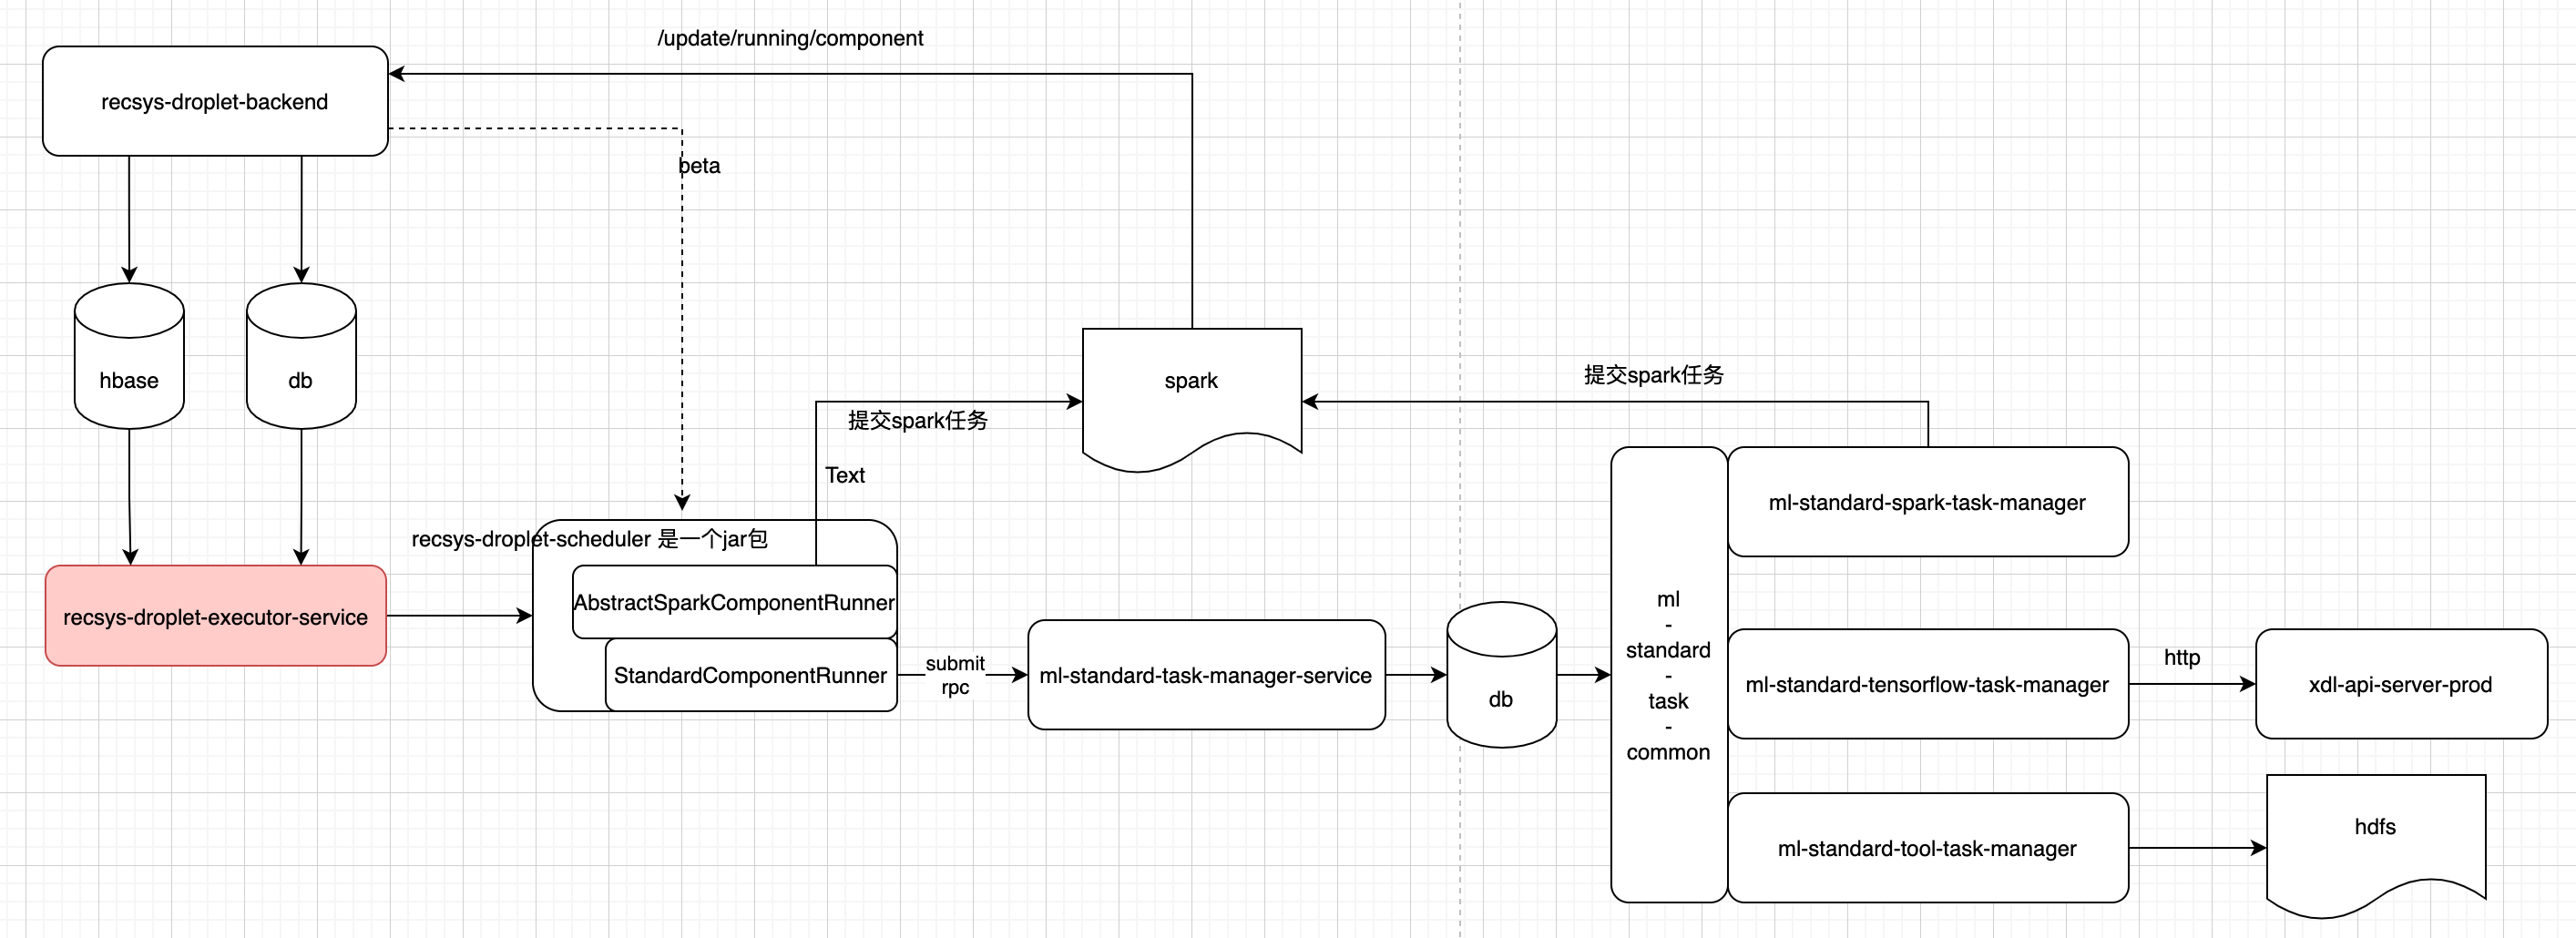 /update/running/component
recsys-droplet-backend
beta
hbase
db
spark
提交spark任务
提交spark任务
Text
recsys-droplet-scheduler 是一个jar包
AbstractSparkComponentRunner
recsys-droplet-executor-service
StandardComponentRunner
submit
rpc
ml-standard-task-manager-service
db
ml
-
standard
-
task
-
common
ml-standard-spark-task-manager
ml-standard-tensorflow-task-manager
http
xdl-api-server-prod
ml-standard-tool-task-manager
hdfs